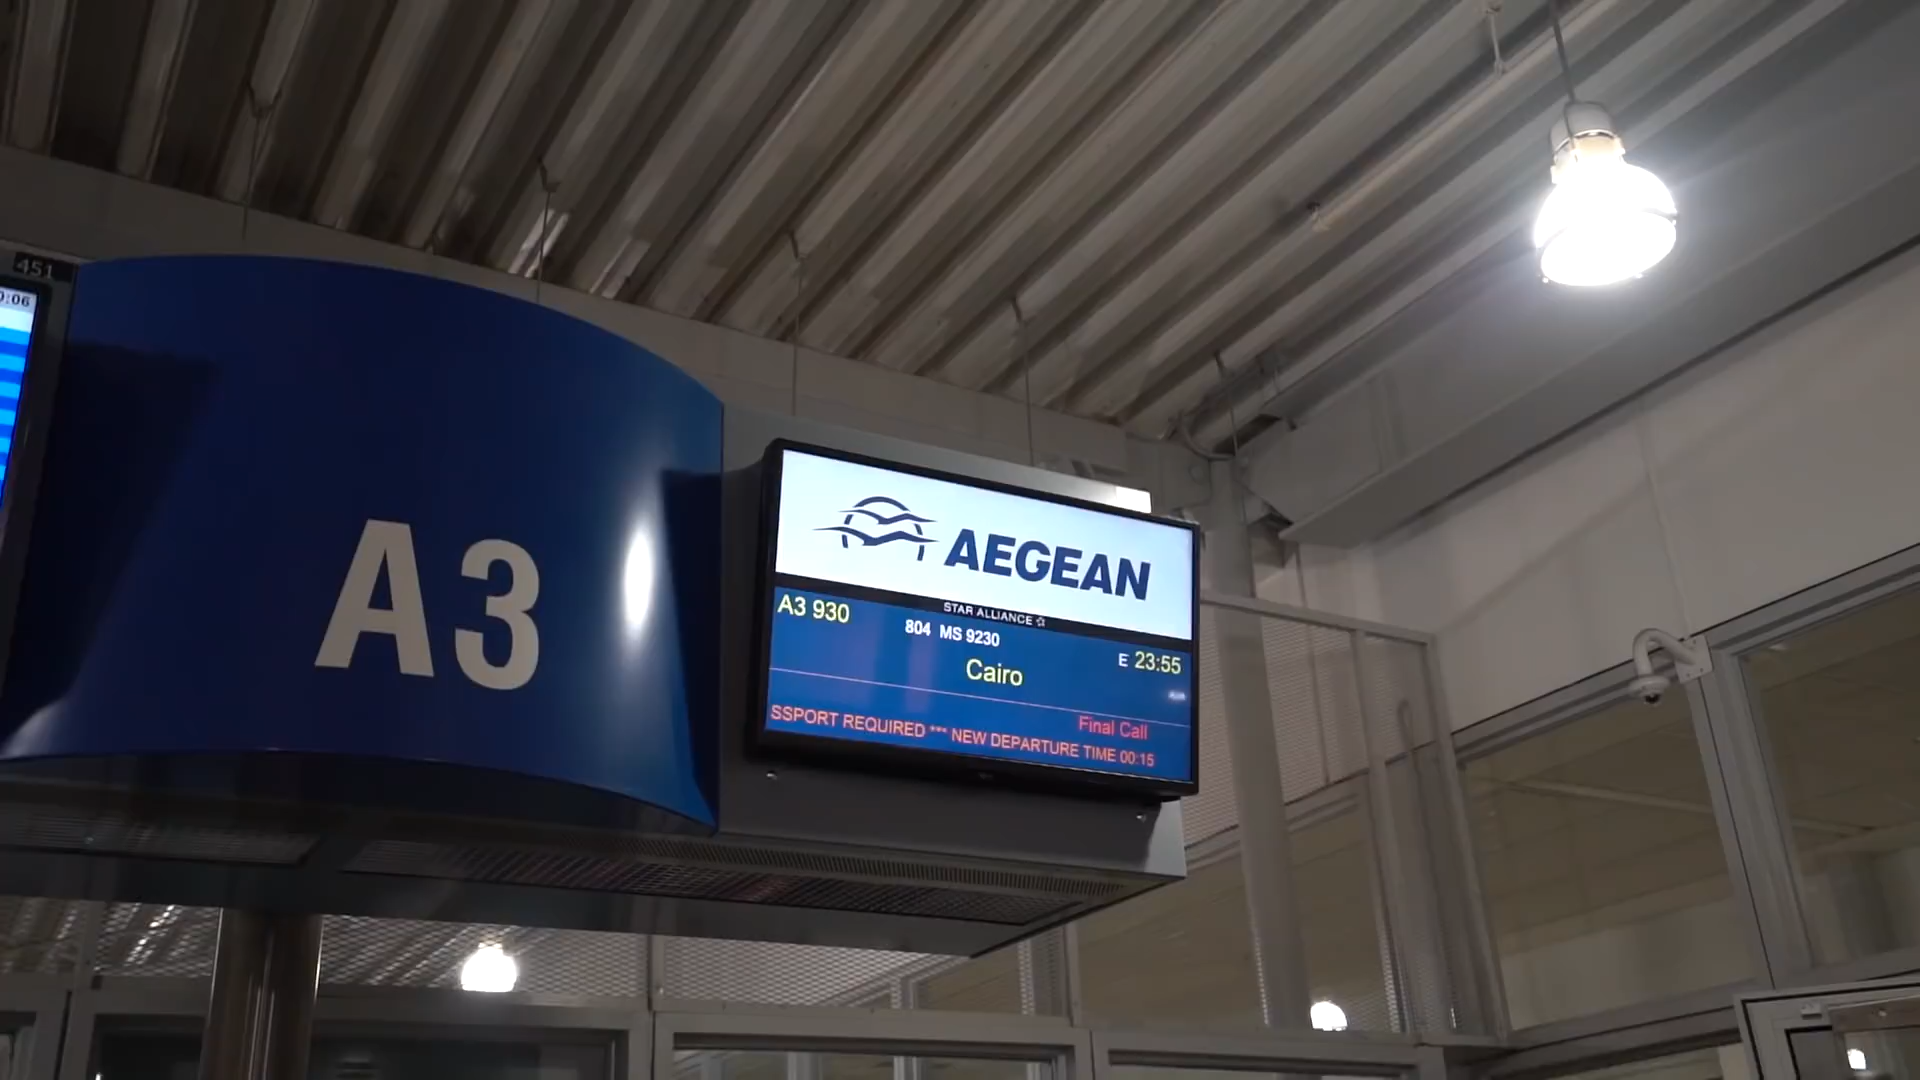 451
0:06
A3
AEGEAN
STAR ALLIANCE
A3 930
804 MS 9230
E 23:55
Cairo
Final Call
SSPORT REQUIRED *** NEW DEPARTURE TIME 00:15